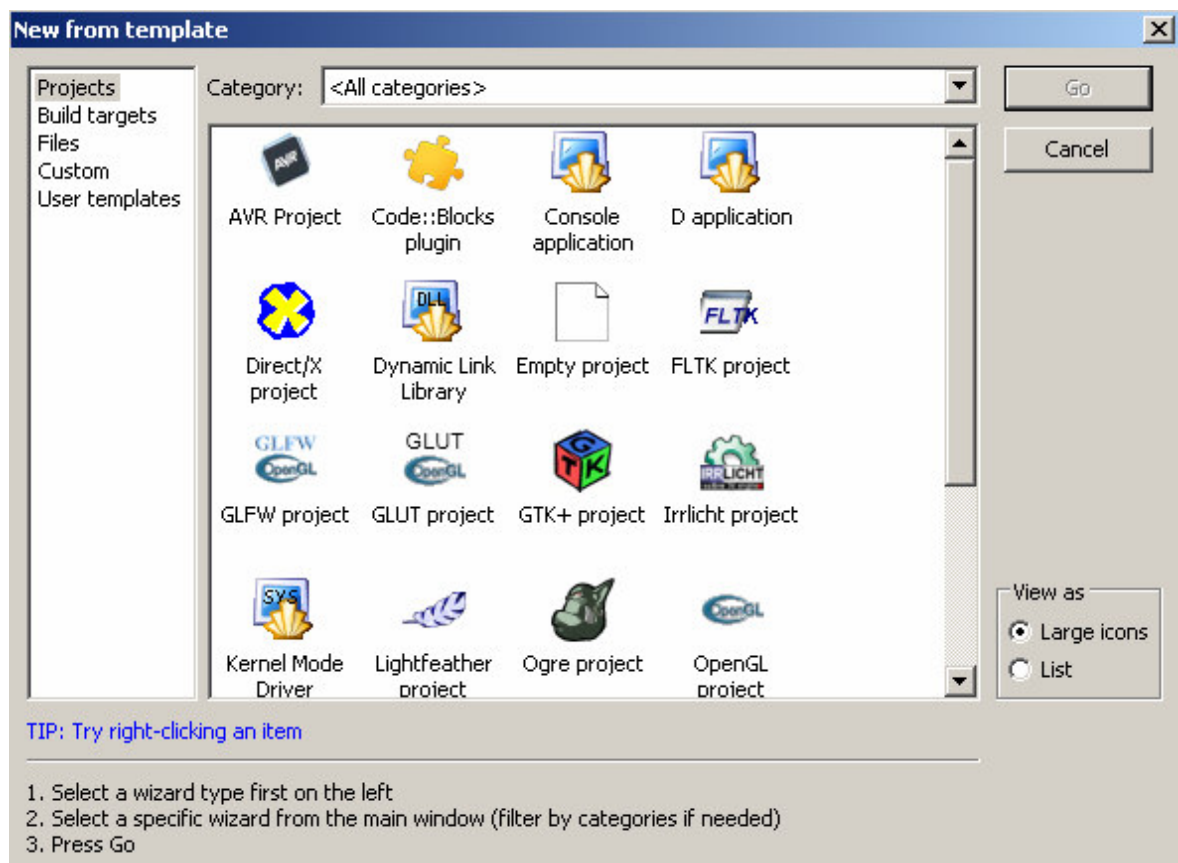 New from template
Projects
Build targets
Files
Custom
User templates
Category: <All categories>
Go
Cancel
AVR
AVR Project
Code::Blocks
plugin
Console
application
D application
Direct/X
project
DLL
Dynamic Link
Library
Empty project
FLTK
FLTK project
GLFW
OpenGL
GLFW project
GLUT
OpenGL
GLUT project
GTK
GTK+ project
IRRLICHT
Irrlicht project
SYS
Kernel Mode
Driver
Lightfeather
project
Ogre project
OpenGL
OpenGL
project
View as
Large icons
List
TIP: Try right-clicking an item
1. Select a wizard type first on the left
2. Select a specific wizard from the main window (filter by categories if needed)
3. Press Go